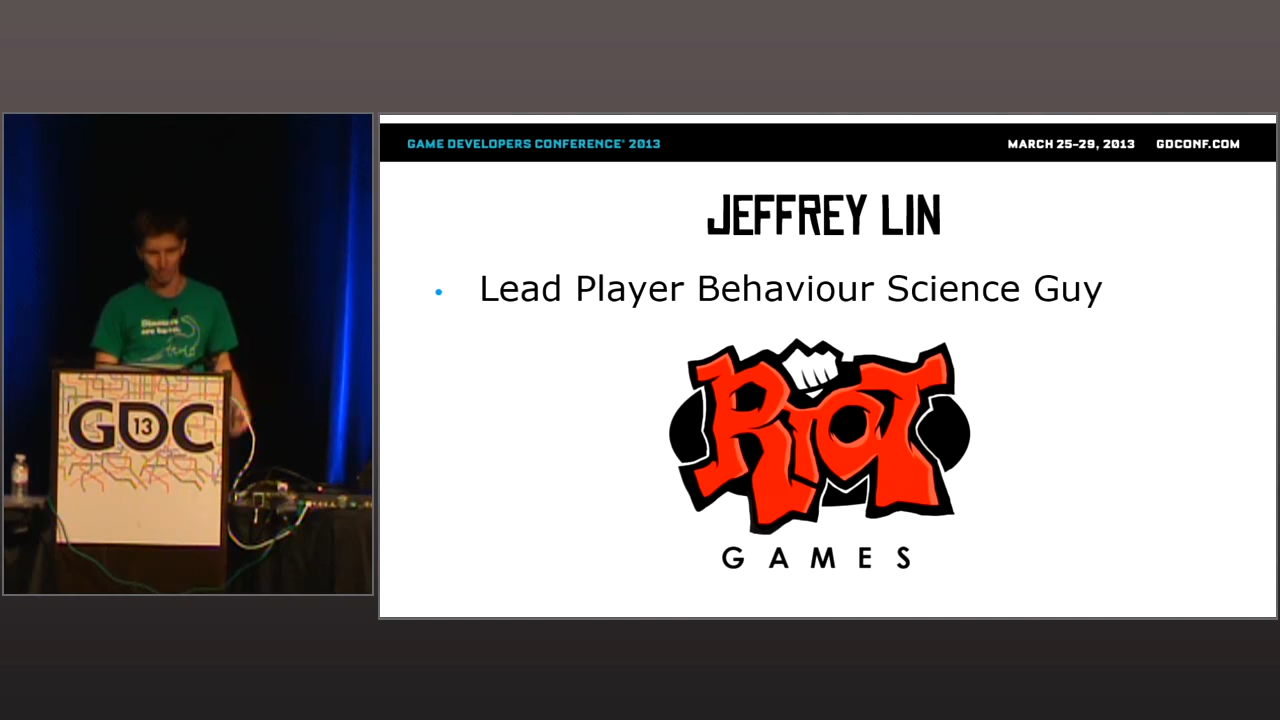 GAME DEVELOPERS CONFERENCE® 2013
MARCH 25-29, 2013 GDCONF.COM
JEFFREY LIN
• Lead Player Behaviour Science Guy
RIOT
GAMES
GDC
13